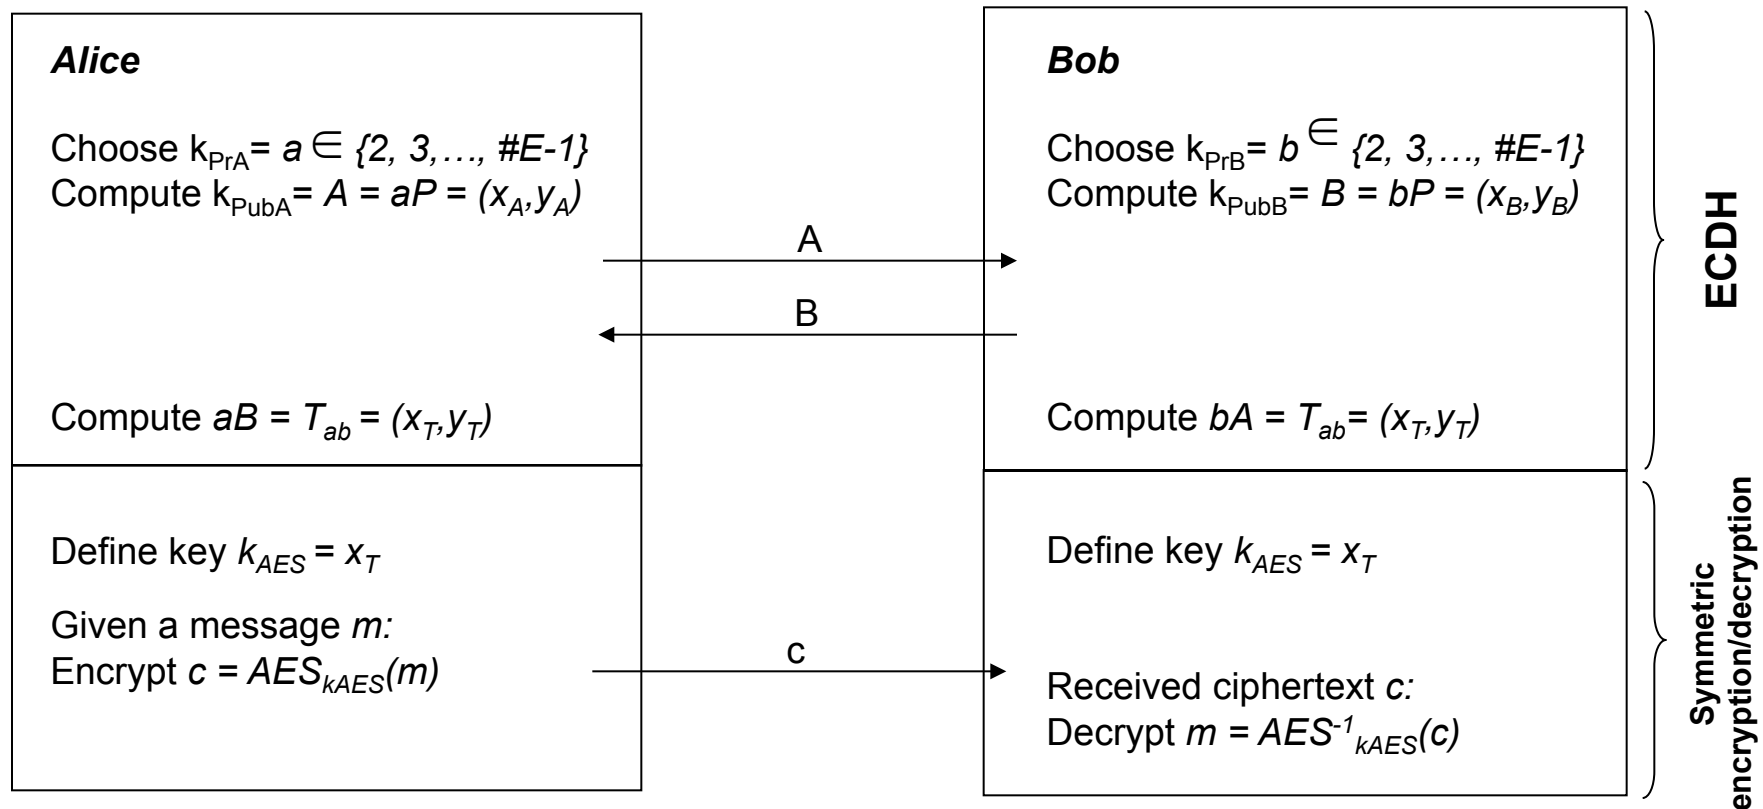 Alice
Choose k_PrA= a ∈ {2, 3,…, #E-1}
Compute k_PubA= A = aP = (x_A,y_A)
Compute aB = T_ab = (x_T,y_T)
Define key k_AES = x_T
Given a message m:
Encrypt c = AES_kAES(m)
A
B
c
Bob
Choose k_PrB= b ∈ {2, 3,…, #E-1}
Compute k_PubB= B = bP = (x_B,y_B)
Compute bA = T_ab= (x_T,y_T)
Define key k_AES = x_T
Received ciphertext c:
Decrypt m = AES^-1_kAES(c)
ECDH
Symmetric
encryption/decryption